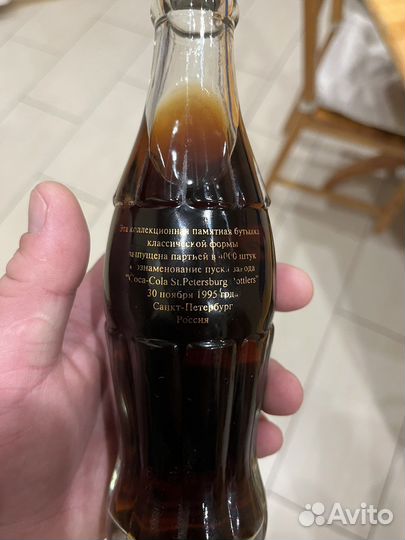 Эта коллекционная памятная бутылка
классической формы
запущена партией в 4000 штук
ознаменование пуска завода
"Coca-Cola St.Petersburg Bottlers"
30 ноября 1995 года
Санкт-Петербург
Россия
Avito